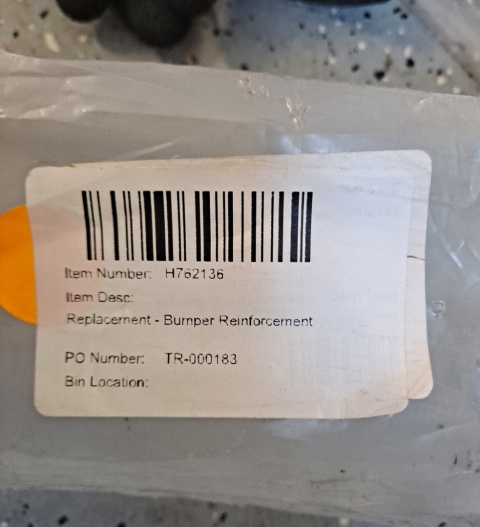 Item Number: H762136
Item Desc:
Replacement - Bumper Reinforcement
PO Number: TR-000183
Bin Location: